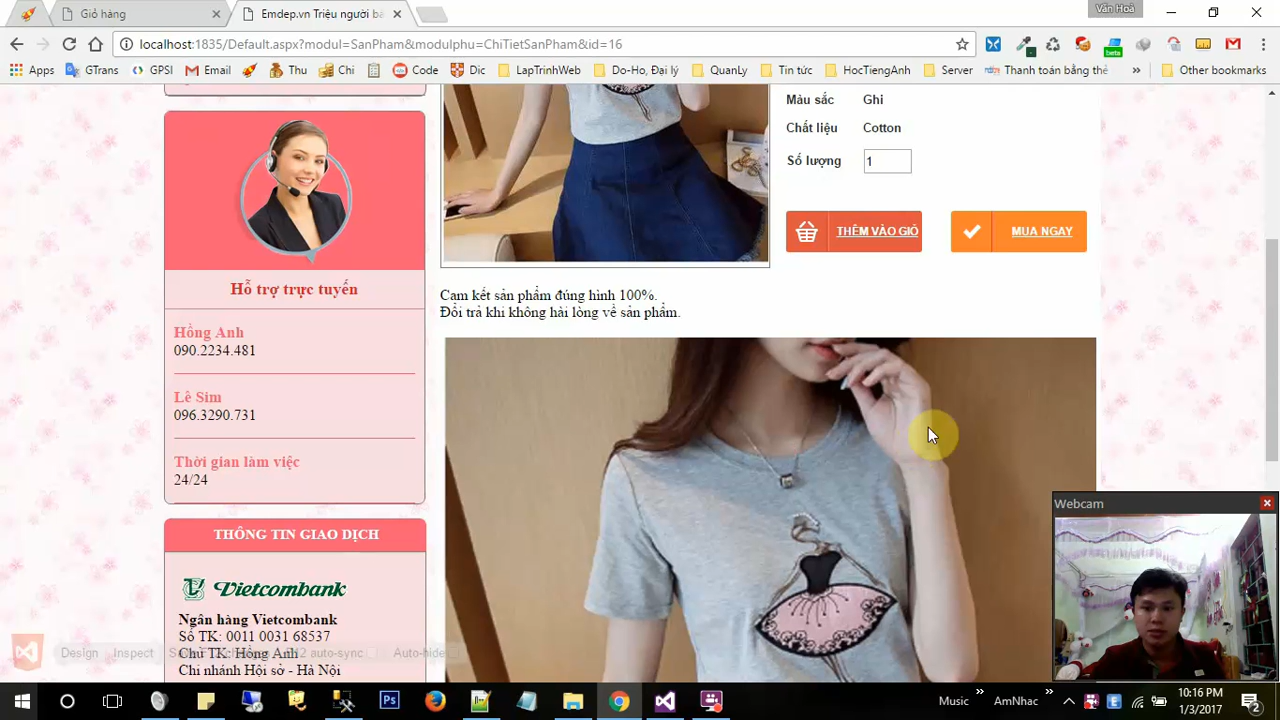 Văn Hoà
Giỏ hàng
Emdep.vn Triệu người bá
localhost:1835/Default.aspx?modul=SanPham&modulphu=ChiTietSanPham&id=16
beta
Apps GTrans GPSI Email Thu Chi Code Dic LapTrinhWeb Do-Ho, Đại lý QuanLy Tin tức HocTiengAnh Server Thanh toán bằng thẻ » Other bookmarks
Màu sắc Ghi
Chất liệu Cotton
Số lượng 1
THÊM VÀO GIỎ
MUA NGAY
Cam kết sản phẩm đúng hình 100%.
Đổi trả khi không hài lòng về sản phẩm.
Hỗ trợ trực tuyến
Hồng Anh
090.2234.481
Lê Sim
096.3290.731
Thời gian làm việc
24/24
THÔNG TIN GIAO DỊCH
Vietcombank
Ngân hàng Vietcombank
Số TK: 0011 0031 68537
Chủ TK: Hồng Anh
Chi nhánh Hội sở - Hà Nội
Design Inspect auto-sync Auto-hide
Webcam
Music » AmNhac »
10:16 PM
1/3/2017
2